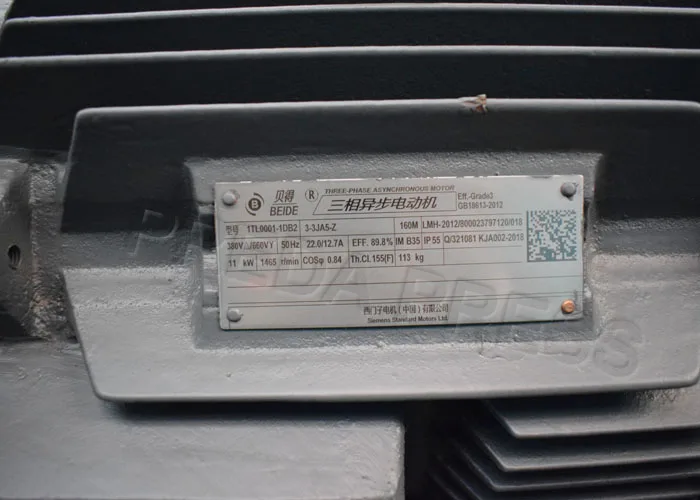 贝得
BEIDE
®
THREE-PHASE ASYNCHRONOUS MOTOR
三相异步电动机
Eff.-Grade3
GB18613-2012
型号 1TL0001-1DB2 3-3JA5-Z 160M LMH-2012/800023797120/018
380VΔ/660VY 50Hz 22.0/12.7A EFF. 89.8% IM B35 IP 55 Q/321081 KJA002-2018
11 kW 1465 r/min COSφ 0.84 Th.Cl.155(F) 113 kg
西门子电机（中国）有限公司
Siemens Standard Motors Ltd.